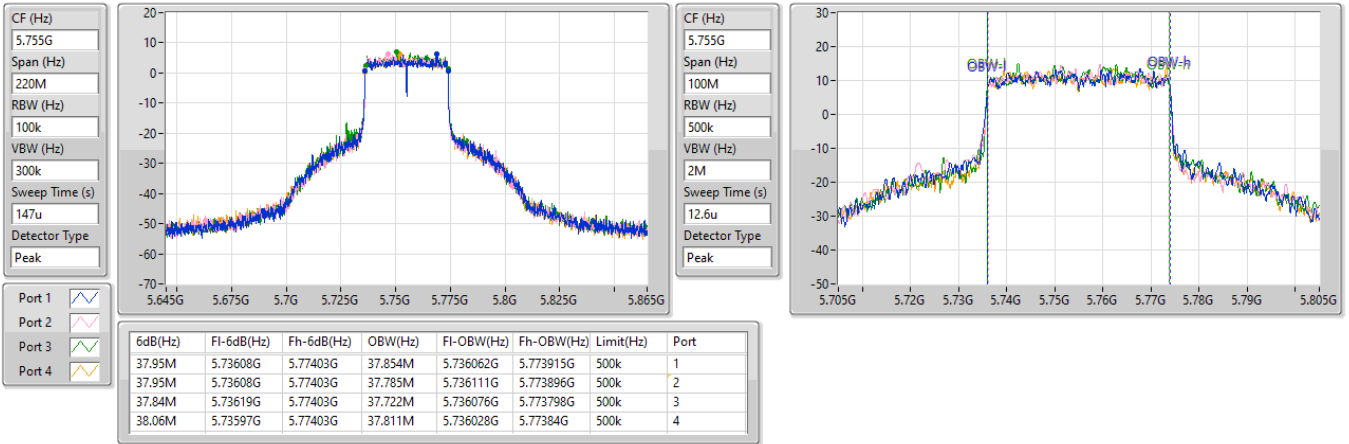 CF (Hz)
5.755G
Span (Hz)
220M
RBW (Hz)
100k
VBW (Hz)
300k
Sweep Time (s)
147u
Detector Type
Peak
20
10
0
-10
-20
-30
-40
-50
-60
-70
5.645G 5.675G 5.7G 5.725G 5.75G 5.775G 5.8G 5.825G 5.865G
CF (Hz)
5.755G
Span (Hz)
100M
RBW (Hz)
500k
VBW (Hz)
2M
Sweep Time (s)
12.6u
Detector Type
Peak
30
20
10
0
-10
-20
-30
-40
-50
OBW-l OBW-h
5.705G 5.72G 5.73G 5.74G 5.75G 5.76G 5.77G 5.78G 5.79G 5.805G
Port 1
Port 2
Port 3
Port 4
6dB(Hz) Fl-6dB(Hz) Fh-6dB(Hz) OBW(Hz) Fl-OBW(Hz) Fh-OBW(Hz) Limit(Hz) Port
37.95M 5.73608G 5.77403G 37.854M 5.736062G 5.773915G 500k 1
37.95M 5.73608G 5.77403G 37.785M 5.736111G 5.773896G 500k 2
37.84M 5.73619G 5.77403G 37.722M 5.736076G 5.773798G 500k 3
38.06M 5.73597G 5.77403G 37.811M 5.736028G 5.77384G 500k 4